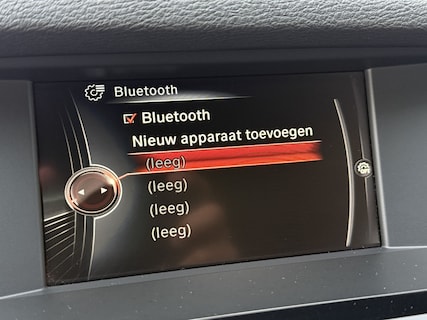 Bluetooth
Bluetooth
Nieuw apparaat toevoegen
(leeg)
(leeg)
(leeg)
(leeg)